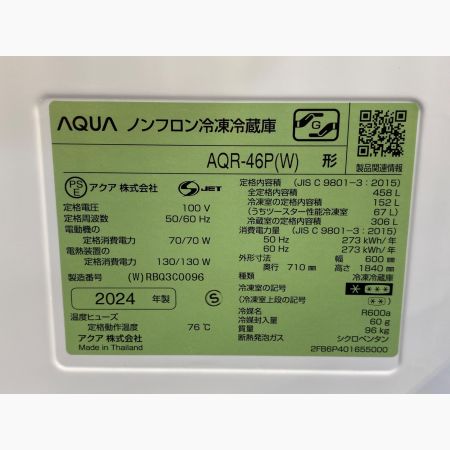 AQUA ノンフロン冷凍冷蔵庫
G
AQR-46P(W) 形
製品関連情報
PS E アクア 株式会社 S JET
定格電圧 100 V
定格周波数 50/60 Hz
電動機の
定格消費電力 70/70 W
電熱装置の
定格消費電力 130/130 W
製造番号 (W)RBQ3C0096
2024 年製 S
温度ヒューズ
定格動作温度 76℃
アクア 株式会社
Made in Thailand
定格内容積 (JIS C 9801-3:2015)
全定格内容積 458 L
冷凍室の定格内容積 152 L
(うちツースター性能冷凍室 67 L)
冷蔵室の定格内容積 306 L
消費電力量 (JIS C 9801-3:2015)
50 Hz 273 kWh/年
60 Hz 273 kWh/年
外形寸法 幅 600 mm
奥行 710 mm 高さ 1840 mm
種類 冷凍冷蔵庫
冷凍室の記号
(冷凍室上段の記号)
冷媒名 R600a
冷媒封入量 60 g
質量 96 kg
断熱発泡ガス シクロペンタン
2FB6P401655000